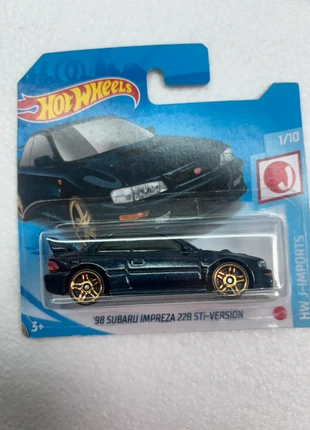 HOT WHEELS
1/10
J
HW J-IMPORTS
'98 SUBARU IMPREZA 22B STi-VERSION
3+